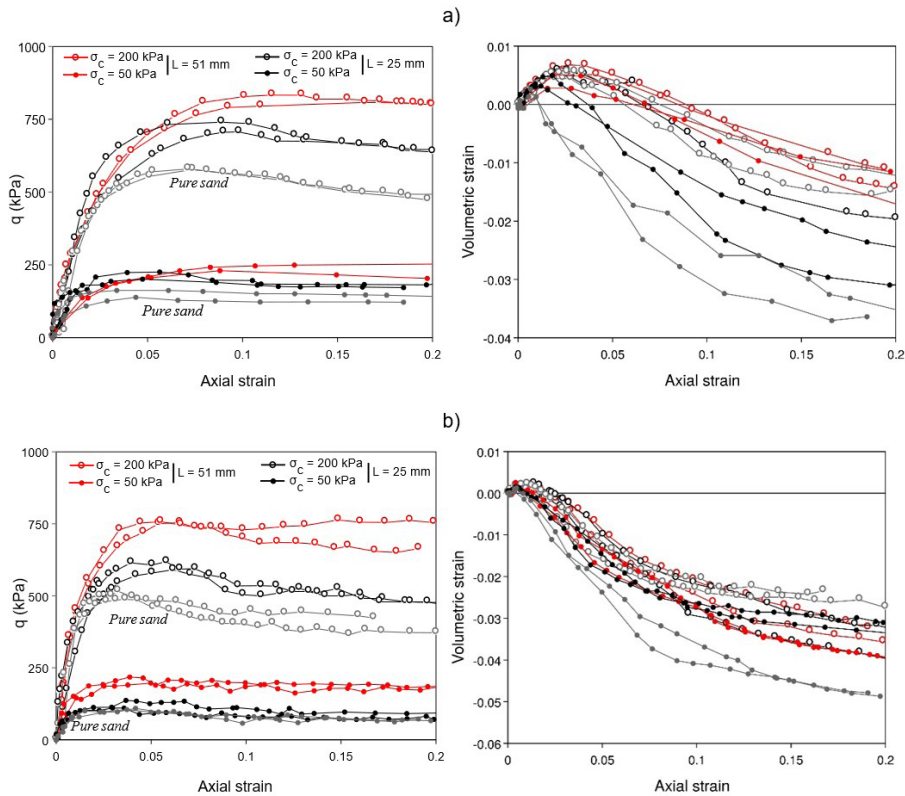 a)
1000
750
500
250
0
q (kPa)
σc = 200 kPa
σc = 50 kPa
L = 51 mm
σc = 200 kPa
σc = 50 kPa
L = 25 mm
Pure sand
Pure sand
0 0.05 0.1 0.15 0.2
Axial strain
0.01
0.00
-0.01
-0.02
-0.03
-0.04
Volumetric strain
0 0.05 0.1 0.15 0.2
Axial strain
b)
1000
750
500
250
0
q (kPa)
σc = 200 kPa
σc = 50 kPa
L = 51 mm
σc = 200 kPa
σc = 50 kPa
L = 25 mm
Pure sand
Pure sand
0 0.05 0.1 0.15 0.2
Axial strain
0.01
0.00
-0.01
-0.02
-0.03
-0.04
-0.05
-0.06
Volumetric strain
0 0.05 0.1 0.15 0.2
Axial strain